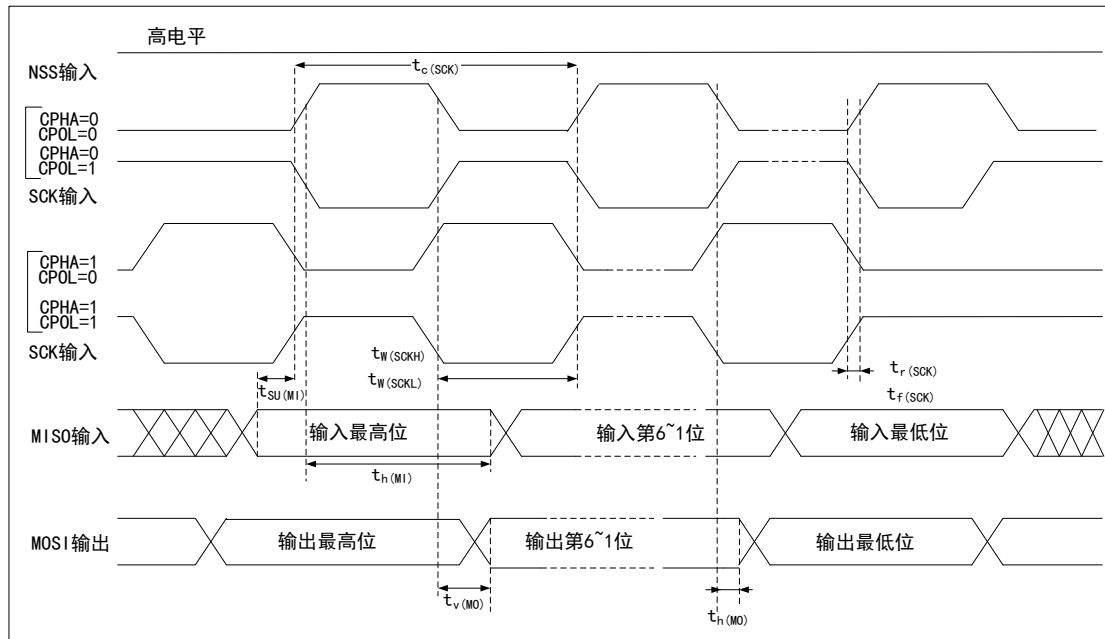 高电平
NSS输入
tc(SCK)
CPHA=0
CPOL=0
CPHA=0
CPOL=1
SCK输入
CPHA=1
CPOL=0
CPHA=1
CPOL=1
SCK输入
tW(SCKH)
tW(SCKL)
tr(SCK)
tf(SCK)
tSU(MI)
MISO输入
输入最高位
输入第6~1位
输入最低位
th(MI)
MOSI输出
输出最高位
输出第6~1位
输出最低位
tv(MO)
th(MO)